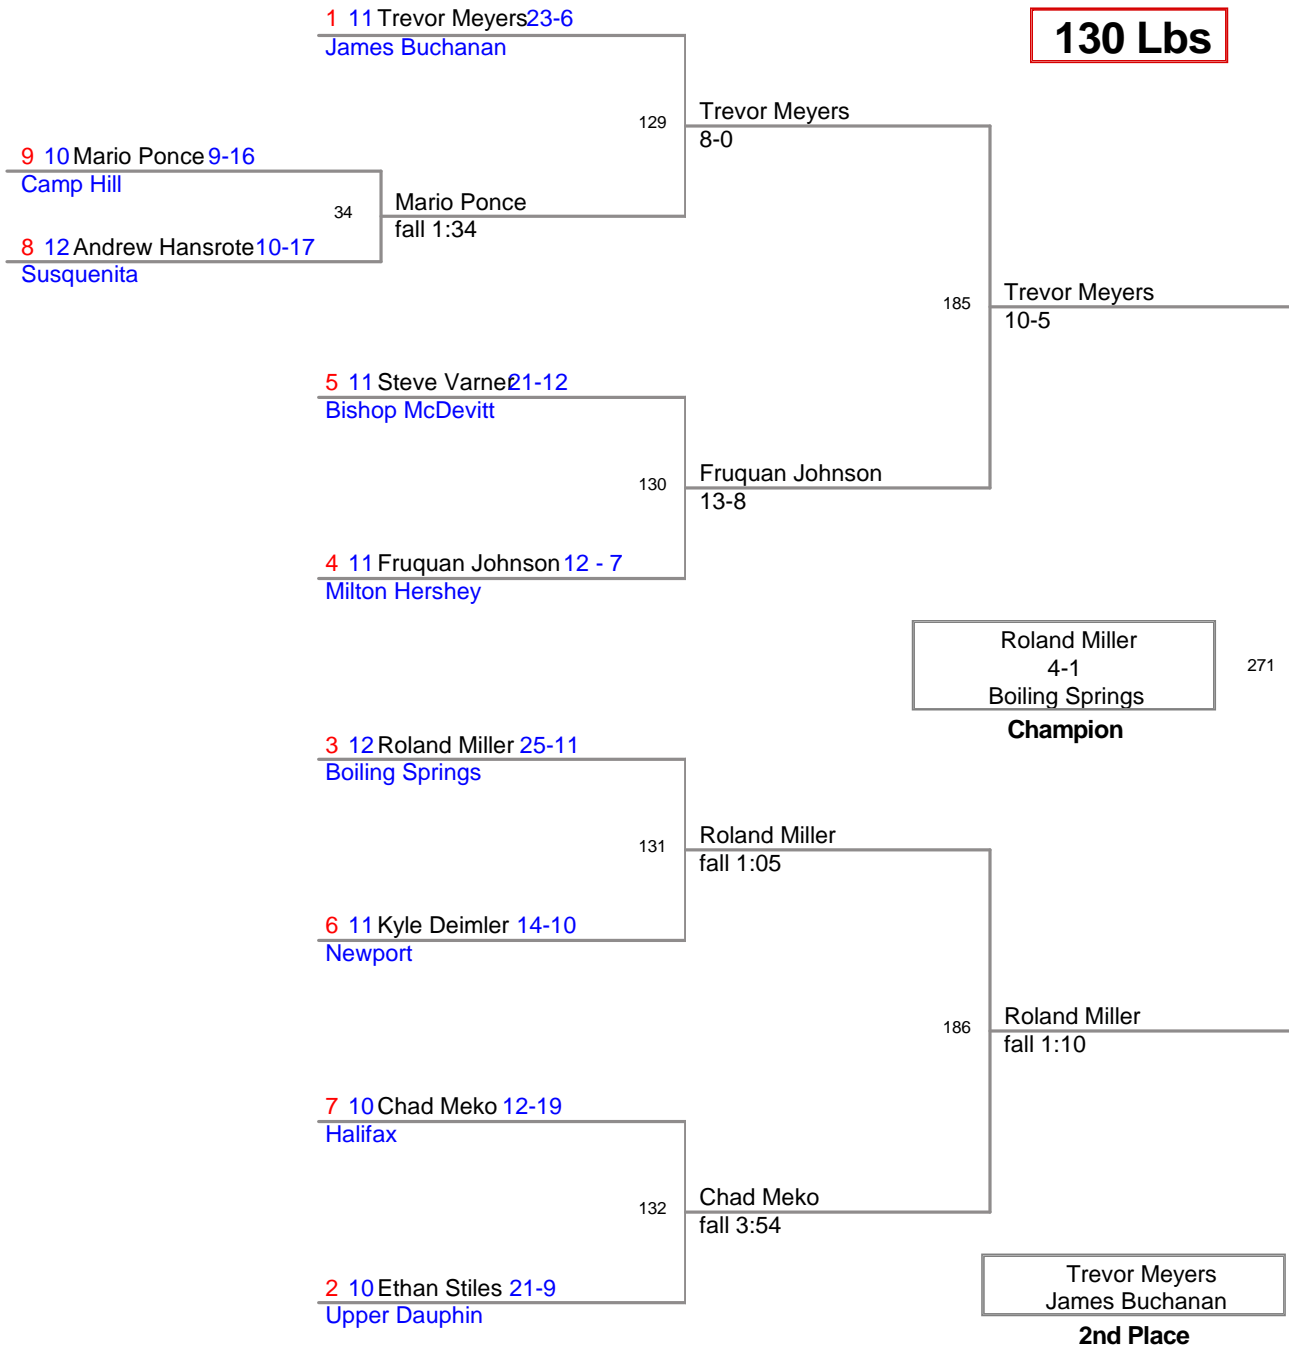 1 11 Trevor Meyers 23-6
James Buchanan
130 Lbs
129
Trevor Meyers
8-0
9 10 Mario Ponce 9-16
Camp Hill
34
Mario Ponce
fall 1:34
8 12 Andrew Hansrote 10-17
Susquenita
185
Trevor Meyers
10-5
5 11 Steve Varner 21-12
Bishop McDevitt
130
Fruquan Johnson
13-8
4 11 Fruquan Johnson 12 - 7
Milton Hershey
Roland Miller
4-1
Boiling Springs
271
Champion
3 12 Roland Miller 25-11
Boiling Springs
131
Roland Miller
fall 1:05
6 11 Kyle Deimler 14-10
Newport
186
Roland Miller
fall 1:10
7 10 Chad Meko 12-19
Halifax
132
Chad Meko
fall 3:54
2 10 Ethan Stiles 21-9
Upper Dauphin
Trevor Meyers
James Buchanan
2nd Place